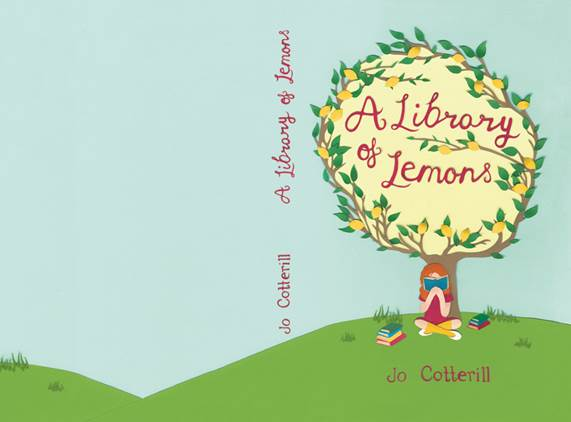 A Library of Lemons
Jo Cotterill
A Library
of Lemons
Jo Cotterill